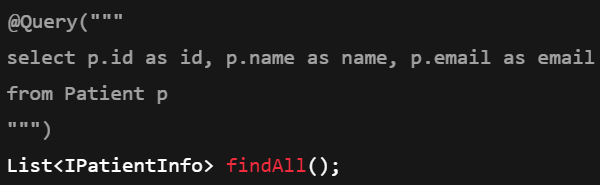 @Query("""
select p.id as id, p.name as name, p.email as email
from Patient p
""")
List<IPatientInfo> findAll();